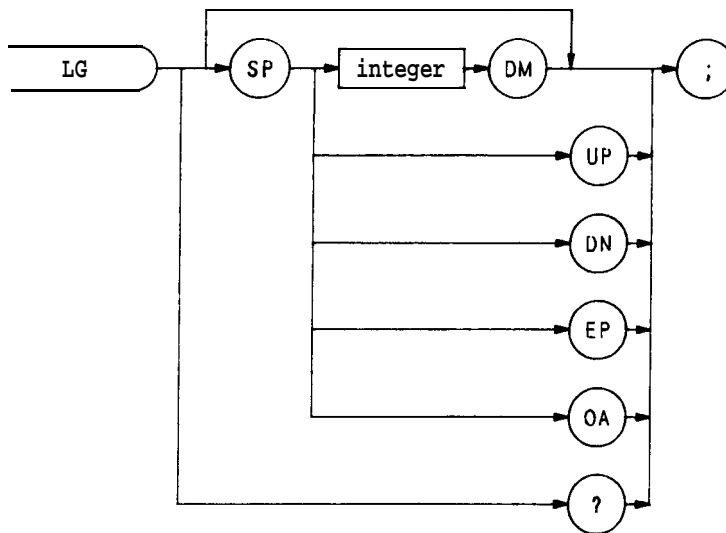 LG SP integer DM ;
UP
DN
EP
OA
?